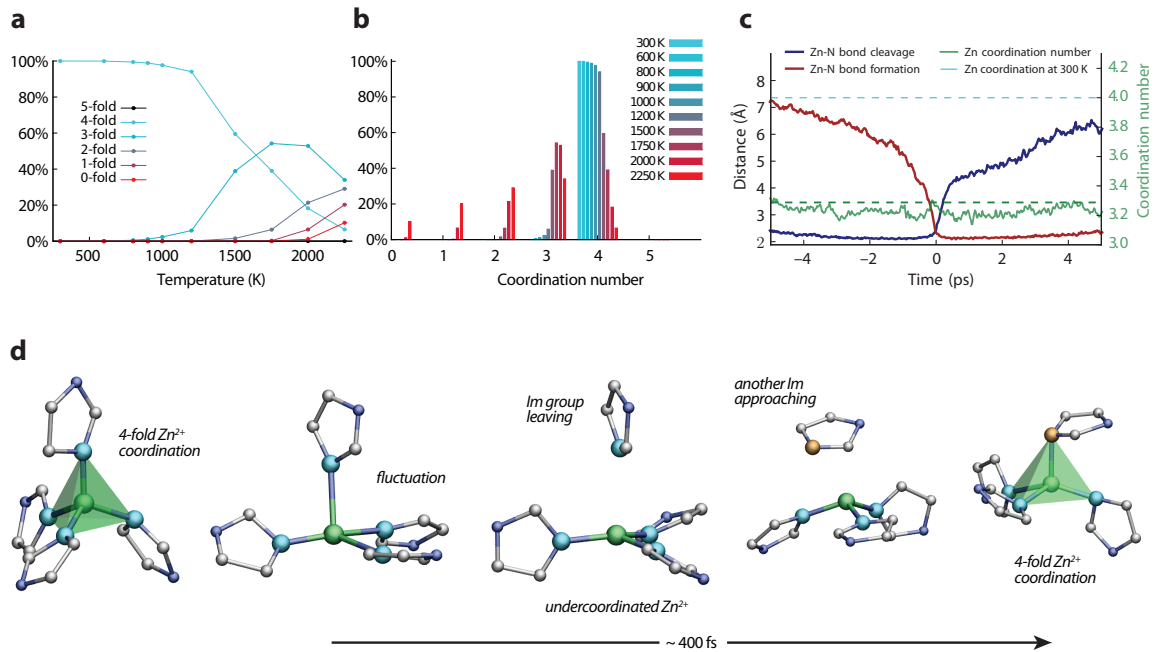 a
100%
80%
60%
40%
20%
0%
5-fold
4-fold
3-fold
2-fold
1-fold
0-fold
500
1000
1500
2000
Temperature (K)
b
100%
80%
60%
40%
20%
0%
0
1
2
3
4
5
Coordination number
300 K
600 K
800 K
900 K
1000 K
1200 K
1500 K
1750 K
2000 K
2250 K
c
Zn-N bond cleavage
Zn-N bond formation
Zn coordination number
Zn coordination at 300 K
8
7
6
5
4
3
2
Distance (Å)
4.2
4.0
3.8
3.6
3.4
3.2
3.0
Coordination number
−4
−2
0
2
4
Time (ps)
d
4-fold Zn²⁺
coordination
fluctuation
Im group
leaving
undercoordinated Zn²⁺
another Im
approaching
4-fold Zn²⁺
coordination
~ 400 fs